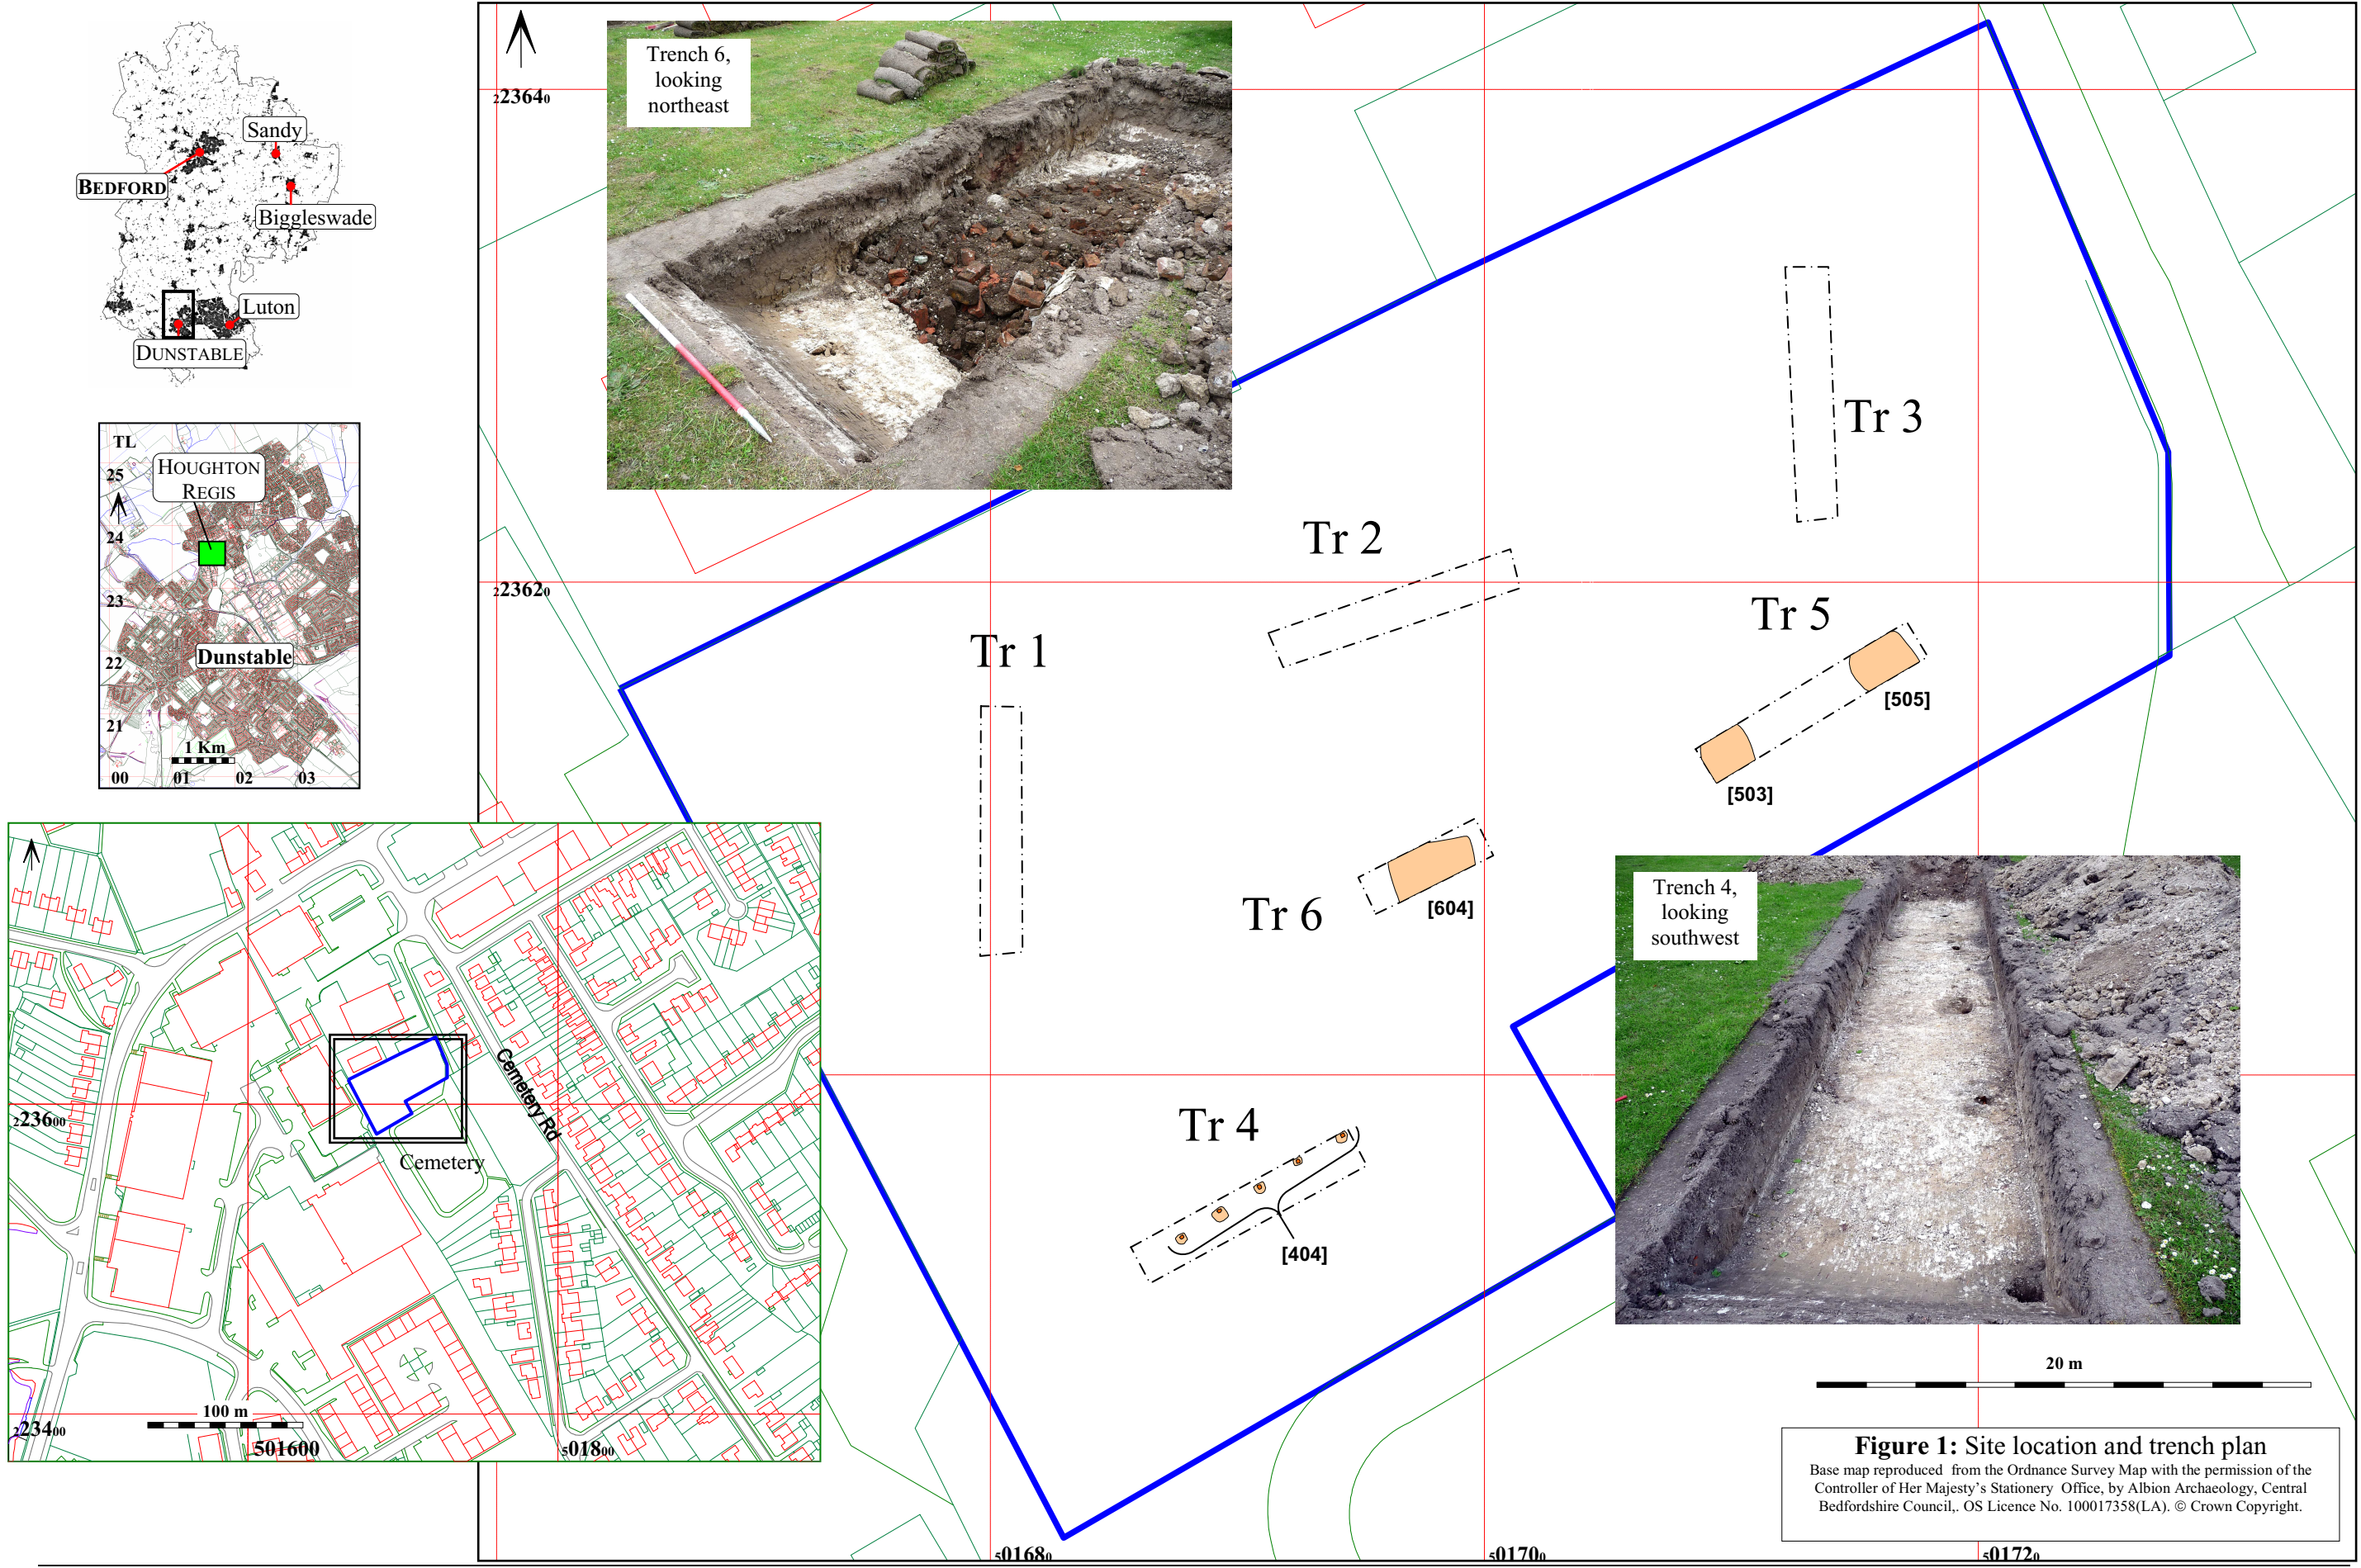 Sandy
BEDFORD
Biggleswade
Luton
DUNSTABLE
TL
HOUGHTON
REGIS
25
24
23
22
21
Dunstable
1 Km
00 01 02 03
Cemetery Rd
Cemetery
223600
223400
100 m
501600
501800
Trench 6,
looking
northeast
223640
223620
Tr 3
Tr 2
Tr 1
Tr 5
[505]
[503]
Tr 6
[604]
Tr 4
[404]
Trench 4,
looking
southwest
20 m
501680
501700
501720
Figure 1: Site location and trench plan
Base map reproduced from the Ordnance Survey Map with the permission of the
Controller of Her Majesty's Stationery Office, by Albion Archaeology, Central
Bedfordshire Council,. OS Licence No. 100017358(LA). © Crown Copyright.